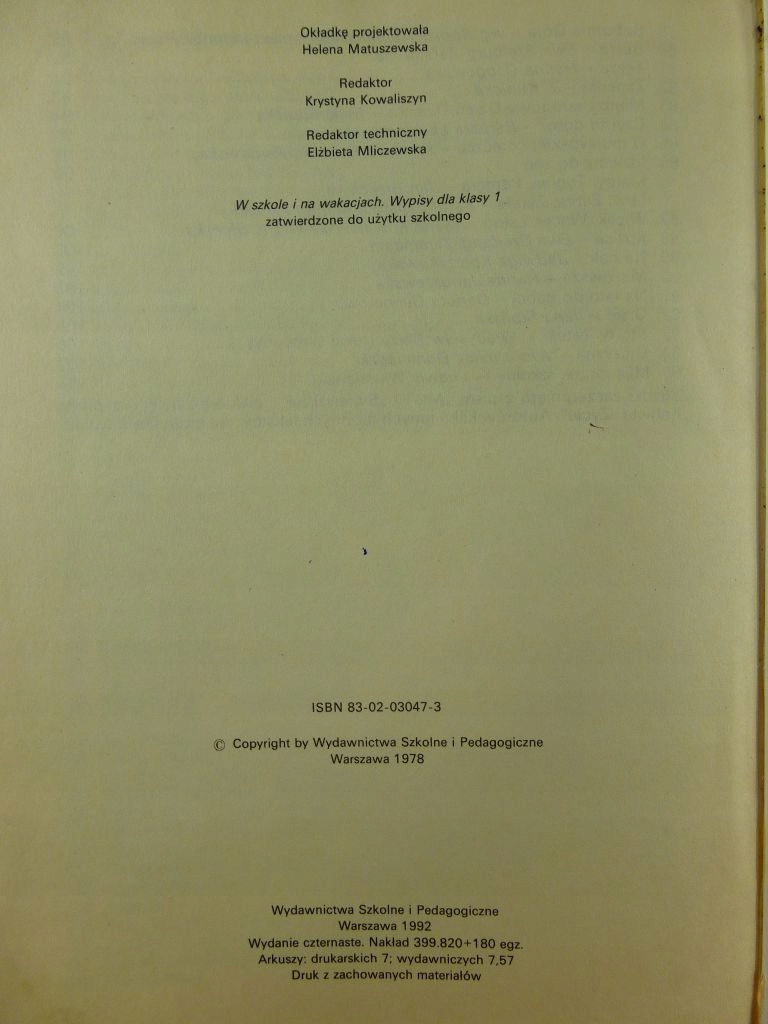 Okładkę projektowała
Helena Matuszewska
Redaktor
Krystyna Kowaliszyn
Redaktor techniczny
Elżbieta Mliczewska
W szkole i na wakacjach. Wypisy dla klasy 1
zatwierdzone do użytku szkolnego
ISBN 83-02-03047-3
© Copyright by Wydawnictwa Szkolne i Pedagogiczne
Warszawa 1978
Wydawnictwa Szkolne i Pedagogiczne
Warszawa 1992
Wydanie czternaste. Nakład 399.820+180 egz.
Arkuszy: drukarskich 7; wydawniczych 7,57
Druk z zachowanych materiałów